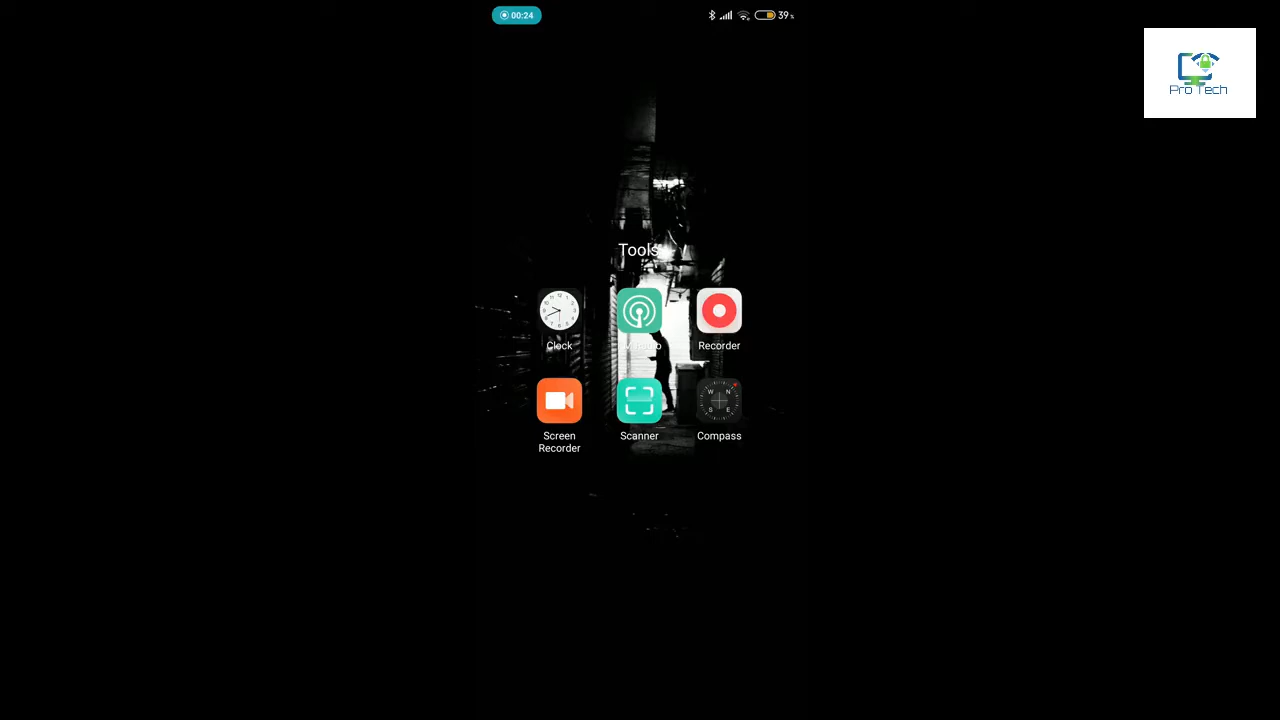 00:24
39%
Pro Tech
Tools
Clock
Recorder
Screen
Recorder
Scanner
Compass